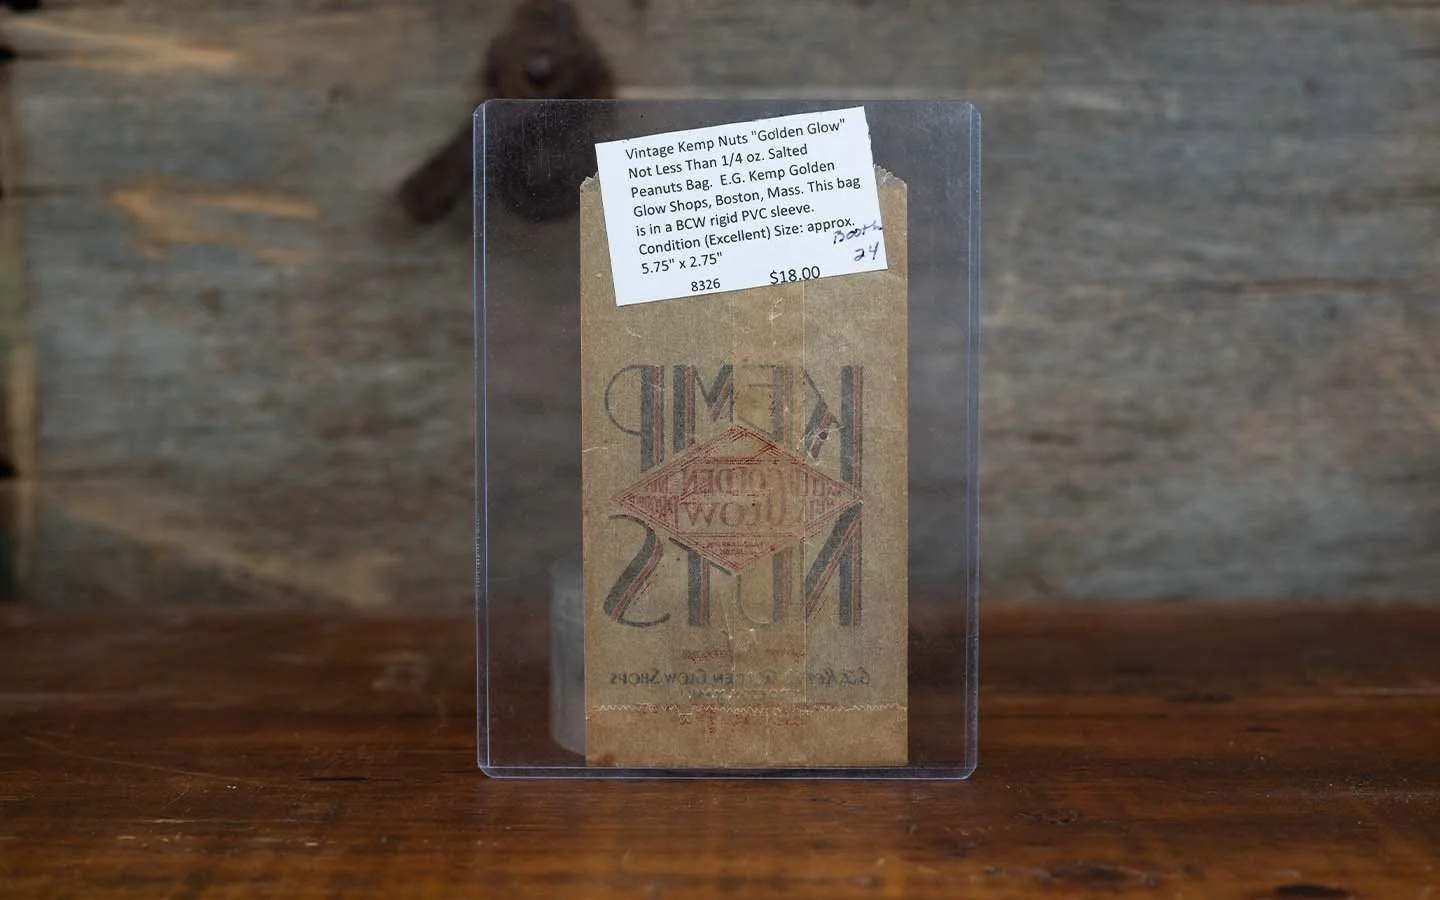 Vintage Kemp Nuts "Golden Glow"
Not Less Than 1/4 oz. Salted
Peanuts Bag. E.G. Kemp Golden
Glow Shops, Boston, Mass. This bag
is in a BCW rigid PVC sleeve.
Condition (Excellent) Size: approx.
5.75" x 2.75"
Booth
24
8326 $18.00
KEMP
GOLDEN
GLOW
NUTS
GLOW SHOPS